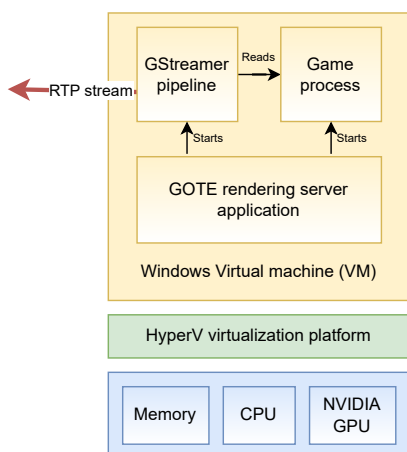 GStreamer
pipeline
Reads
Game
process
RTP stream
Starts
Starts
GOTE rendering server
application
Windows Virtual machine (VM)
HyperV virtualization platform
Memory
CPU
NVIDIA
GPU